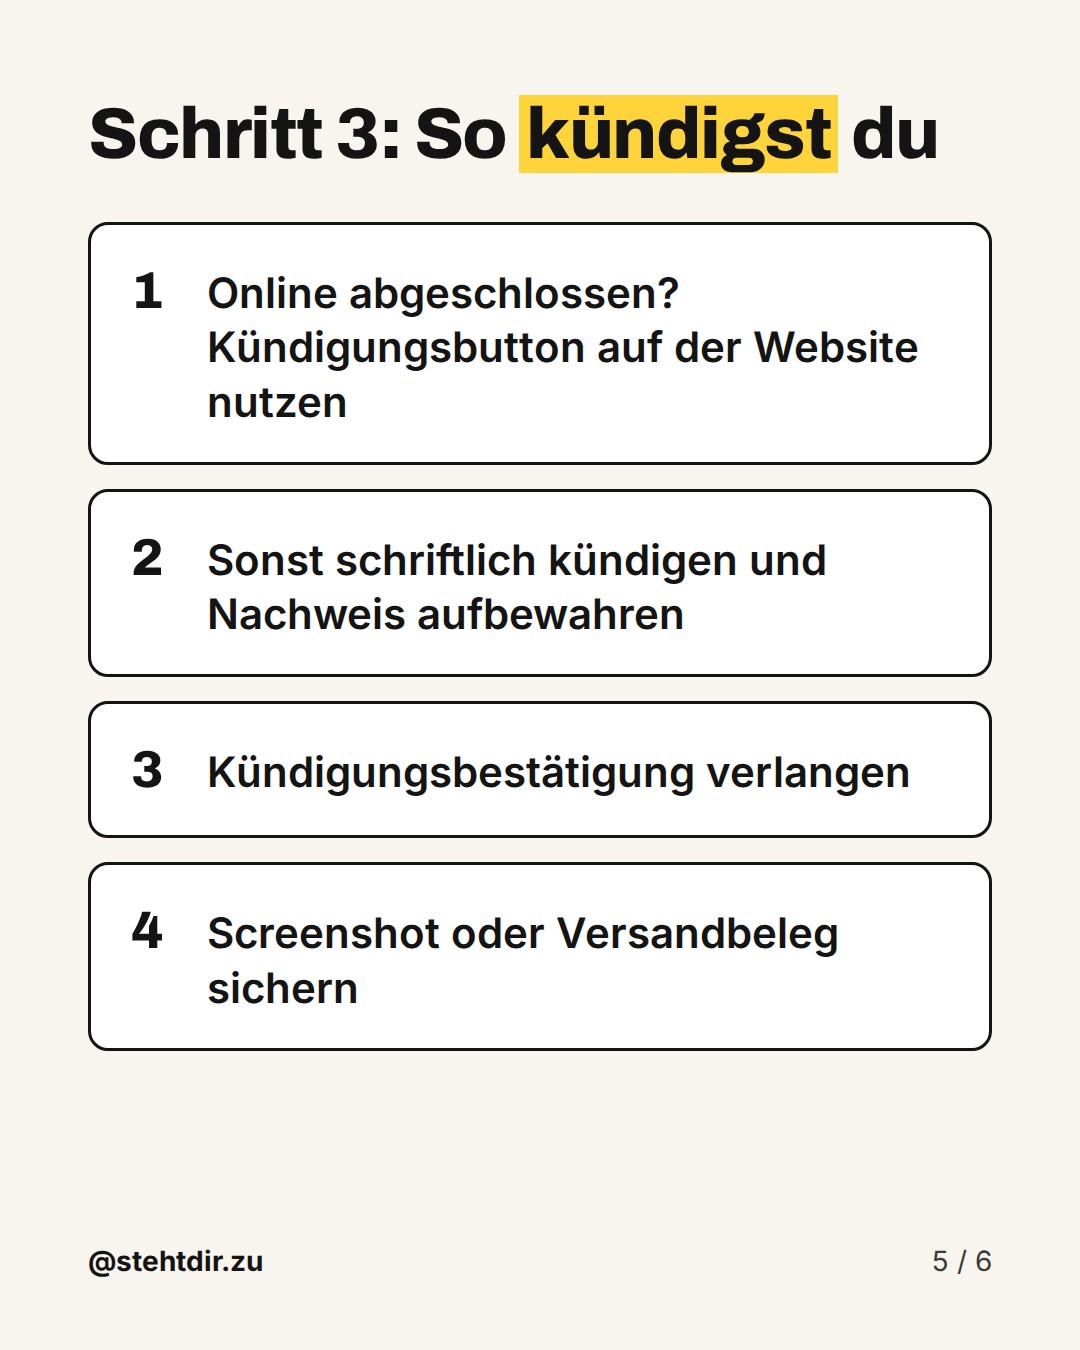 Schritt 3: So kündigst du
1 Online abgeschlossen?
Kündigungsbutton auf der Website
nutzen
2 Sonst schriftlich kündigen und
Nachweis aufbewahren
3 Kündigungsbestätigung verlangen
4 Screenshot oder Versandbeleg
sichern
@stehtdir.zu
5 / 6